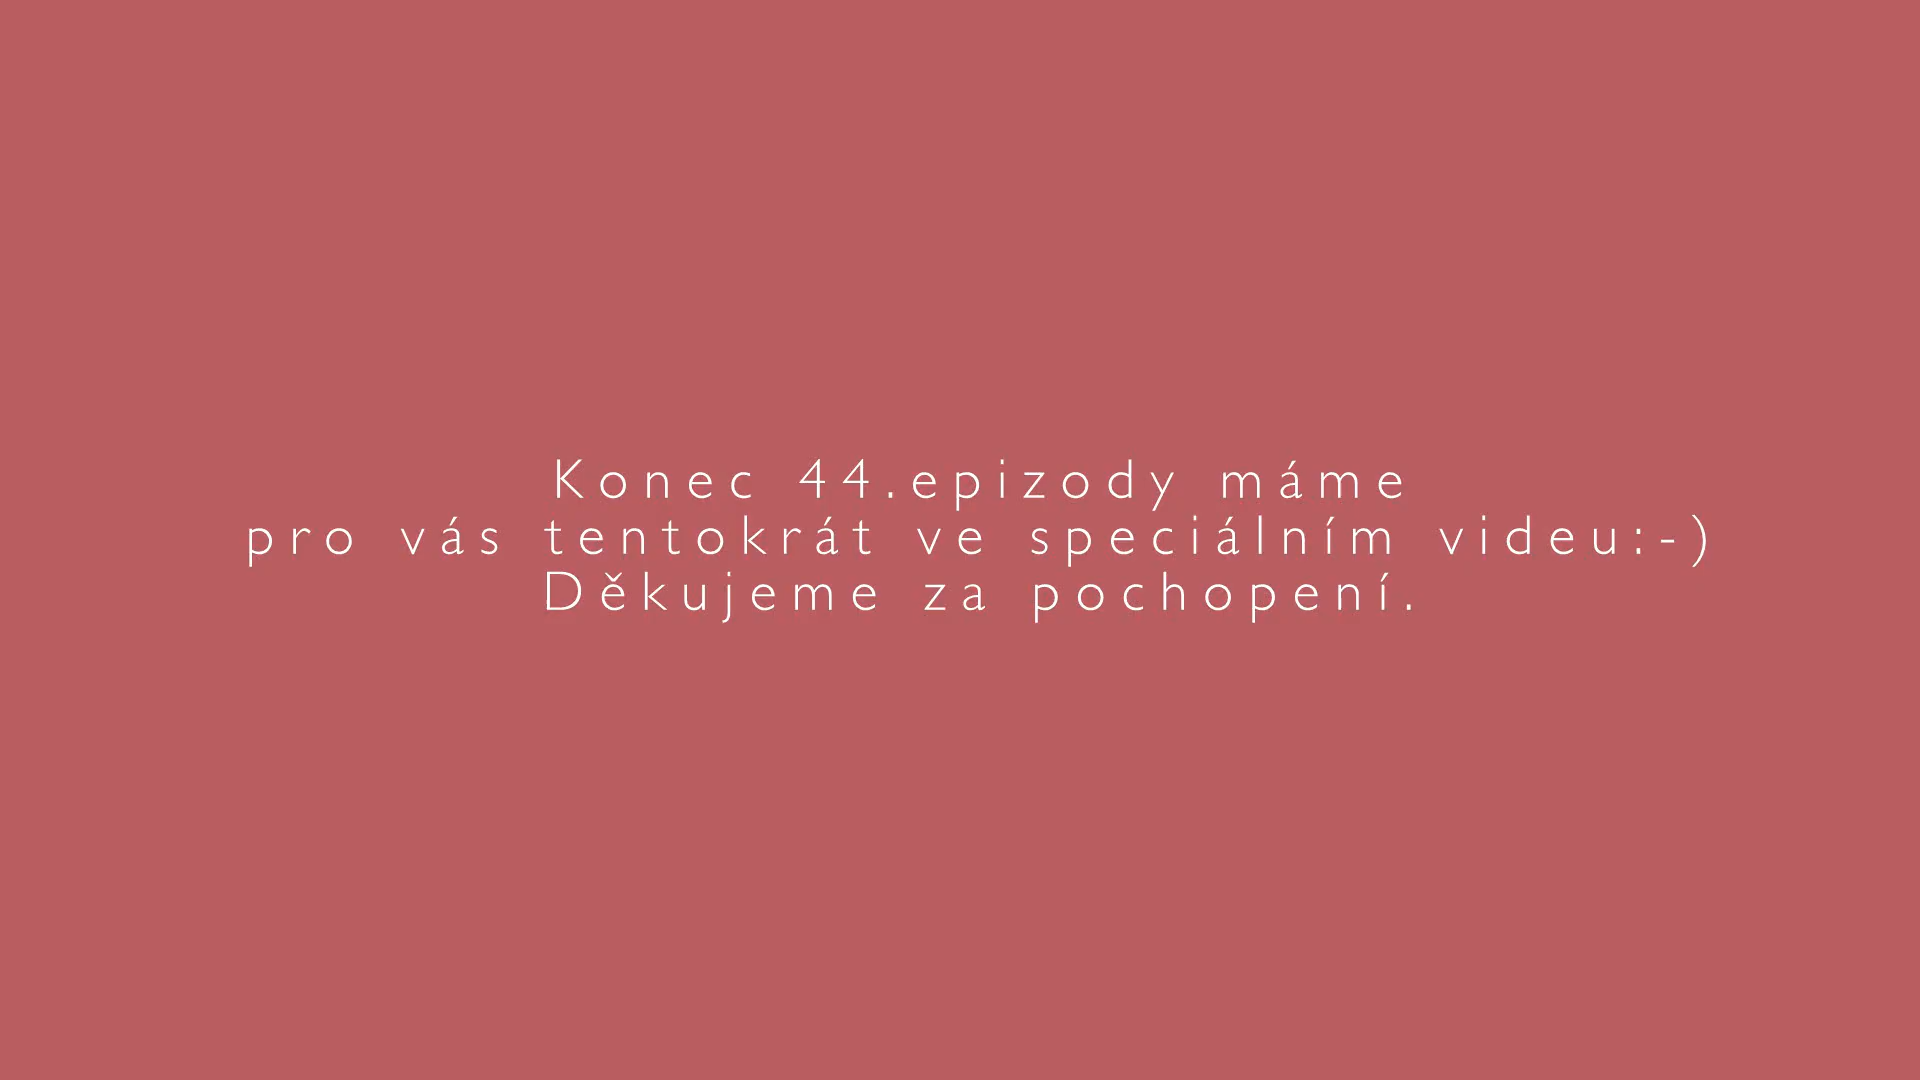 Konec 44.epizody máme
pro vás tentokrát ve speciálním videu:-)
Děkujeme za pochopení.